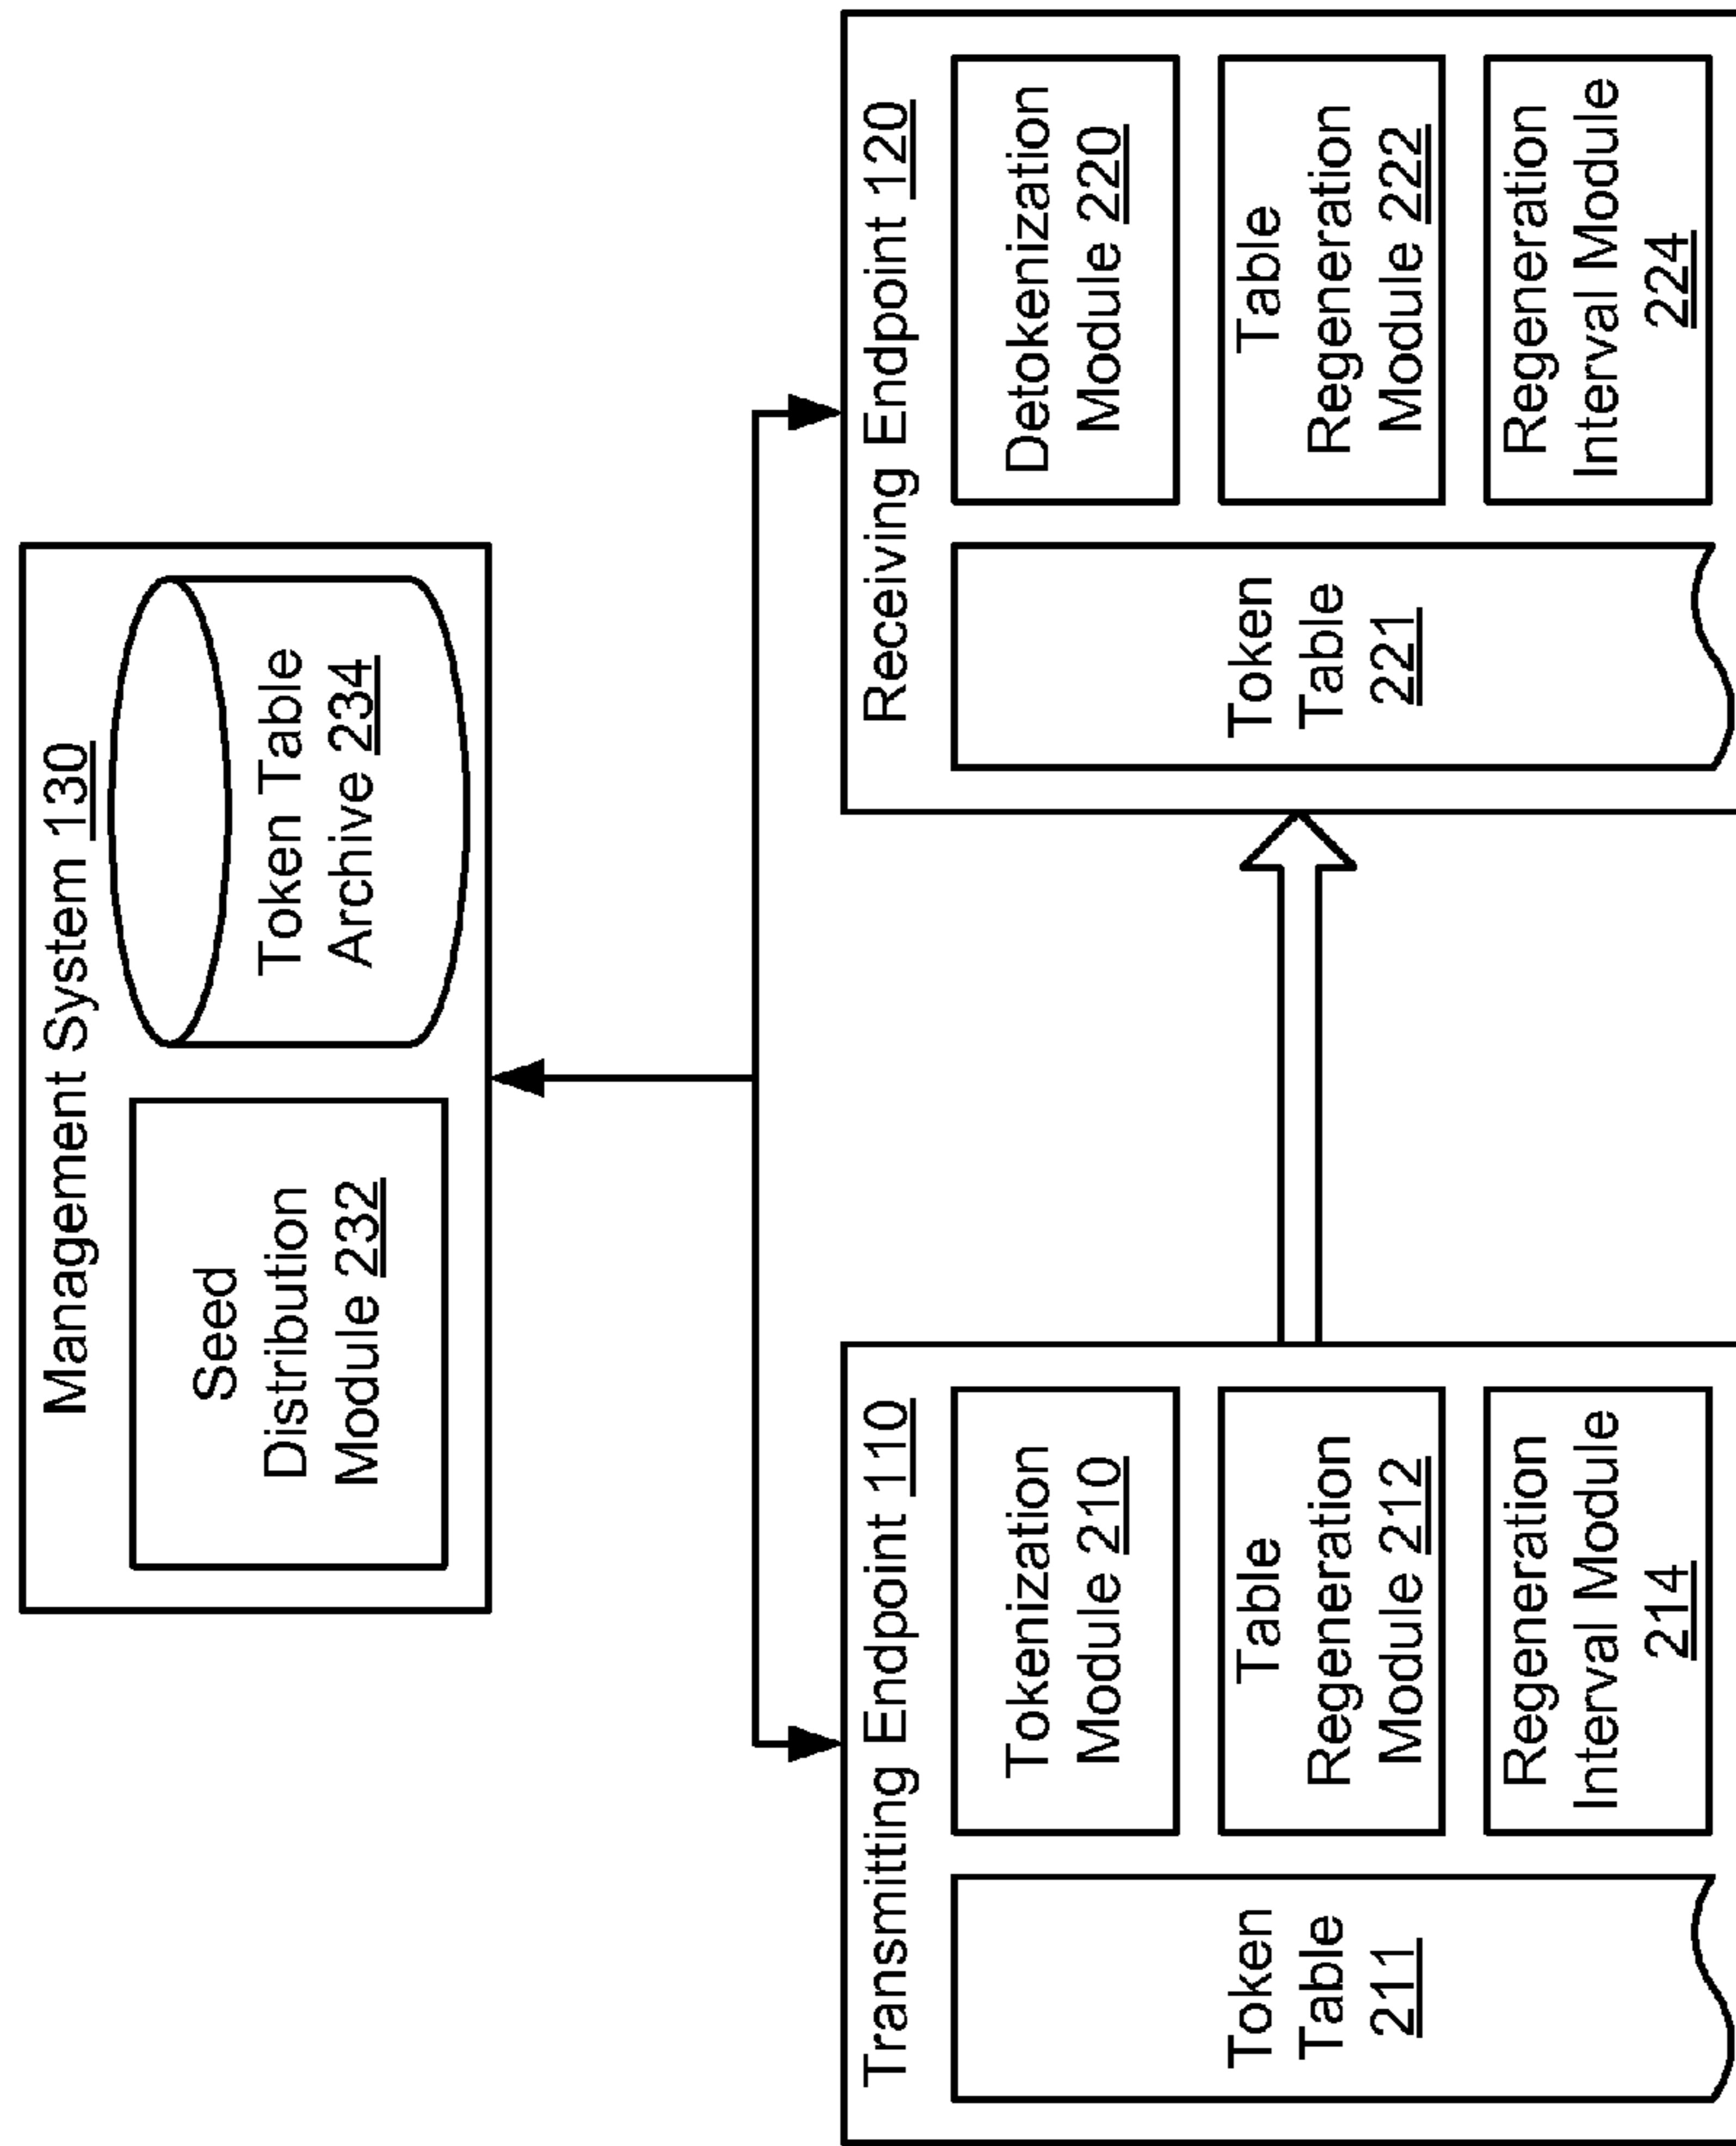 Management System 130
Seed
Distribution
Module 232
Token Table
Archive 234
Transmitting Endpoint 110
Token
Table
211
Tokenization
Module 210
Table
Regeneration
Module 212
Regeneration
Interval Module
214
Receiving Endpoint 120
Token
Table
221
Detokenization
Module 220
Table
Regeneration
Module 222
Regeneration
Interval Module
224